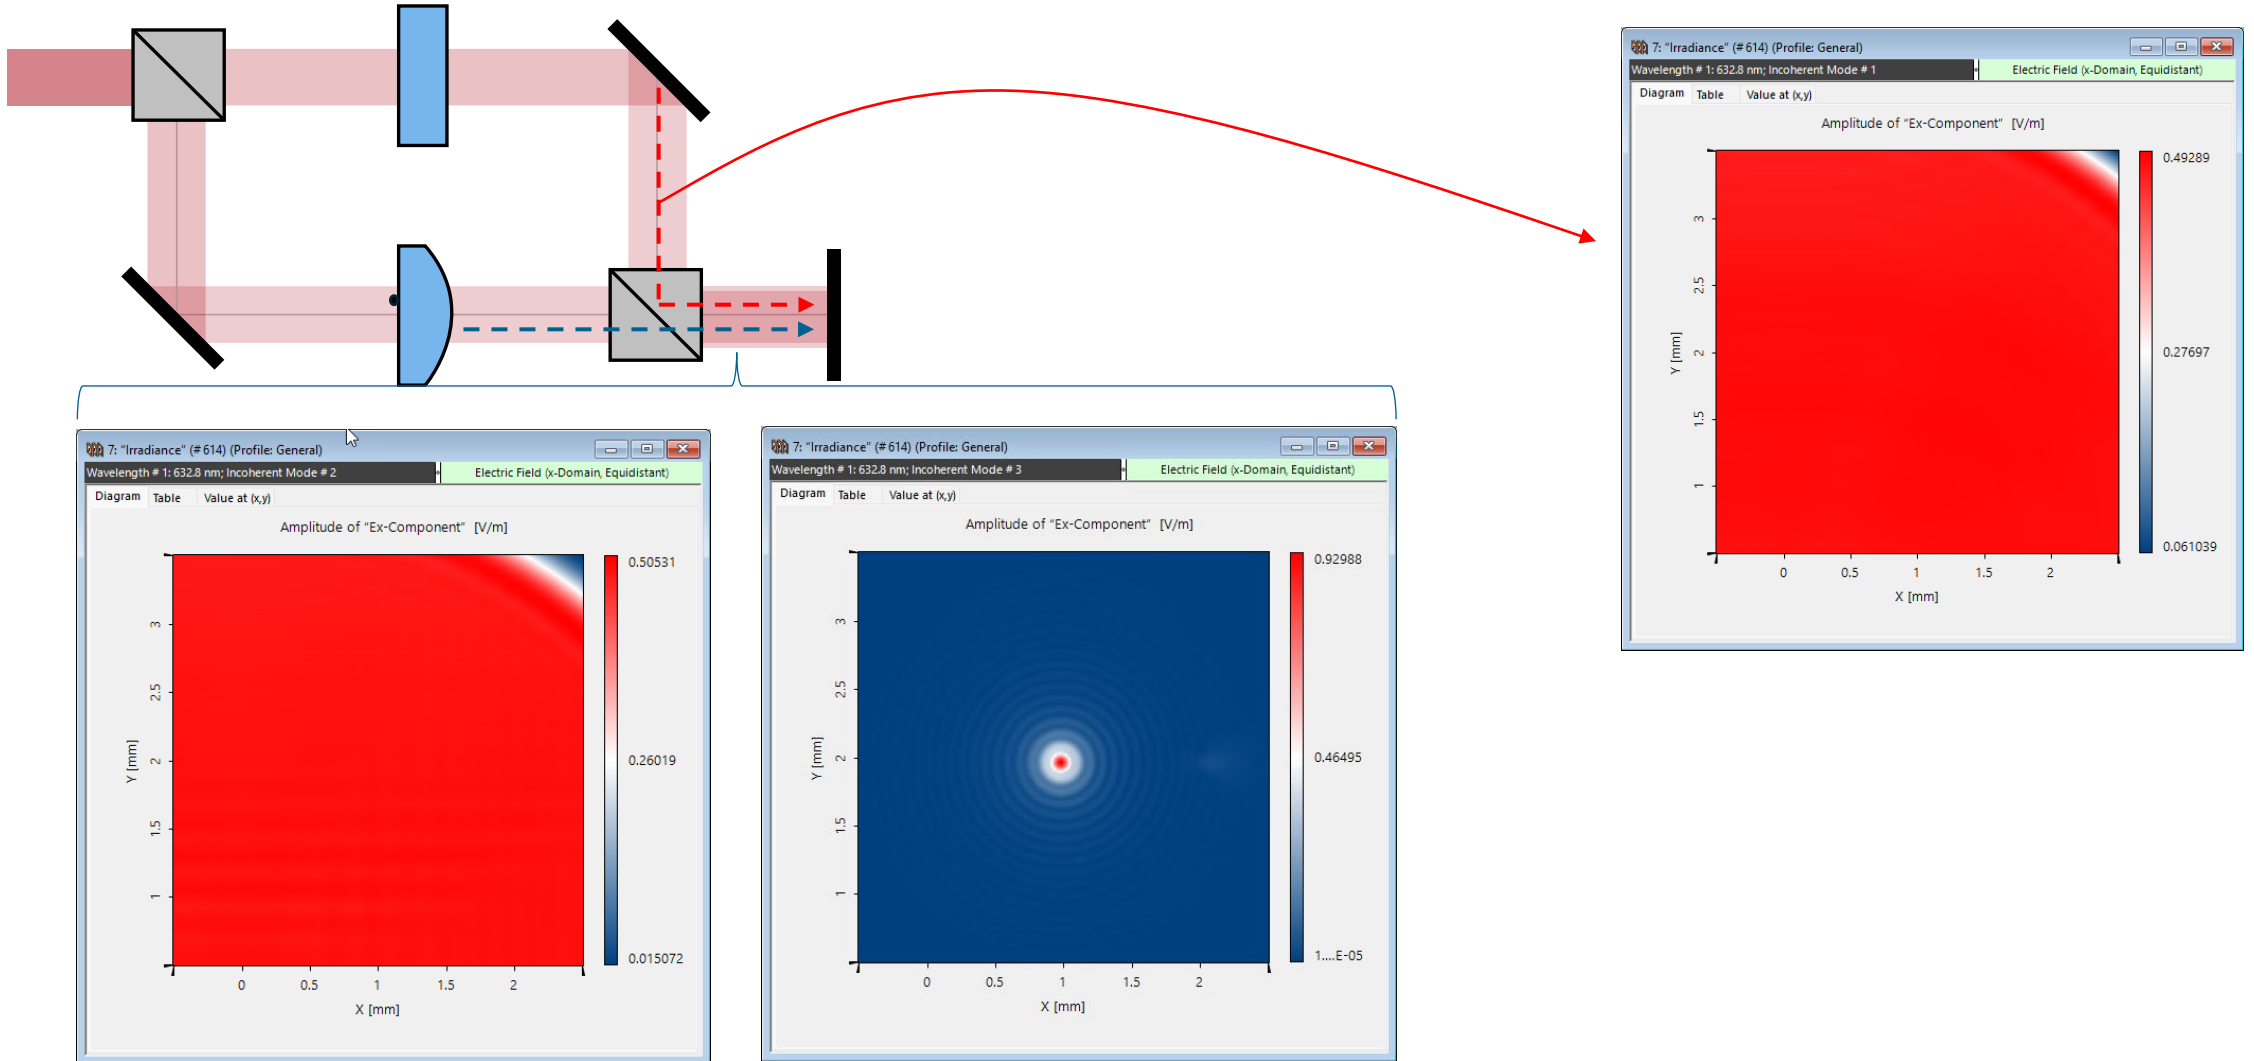 7: "Irradiance" (#614) (Profile: General)
Wavelength # 1: 632.8 nm; Incoherent Mode # 1
Electric Field (x-Domain, Equidistant)
Diagram Table Value at (x,y)
Amplitude of "Ex-Component" [V/m]
0.49289
0.27697
0.061039
3
2.5
2
1.5
1
Y [mm]
0 0.5 1 1.5 2
X [mm]
7: "Irradiance" (#614) (Profile: General)
Wavelength # 1: 632.8 nm; Incoherent Mode # 2
Electric Field (x-Domain, Equidistant)
Diagram Table Value at (x,y)
Amplitude of "Ex-Component" [V/m]
0.50531
0.26019
0.015072
3
2.5
2
1.5
1
Y [mm]
0 0.5 1 1.5 2
X [mm]
7: "Irradiance" (#614) (Profile: General)
Wavelength # 1: 632.8 nm; Incoherent Mode # 3
Electric Field (x-Domain, Equidistant)
Diagram Table Value at (x,y)
Amplitude of "Ex-Component" [V/m]
0.92988
0.46495
1....E-05
3
2.5
2
1.5
1
Y [mm]
0 0.5 1 1.5 2
X [mm]